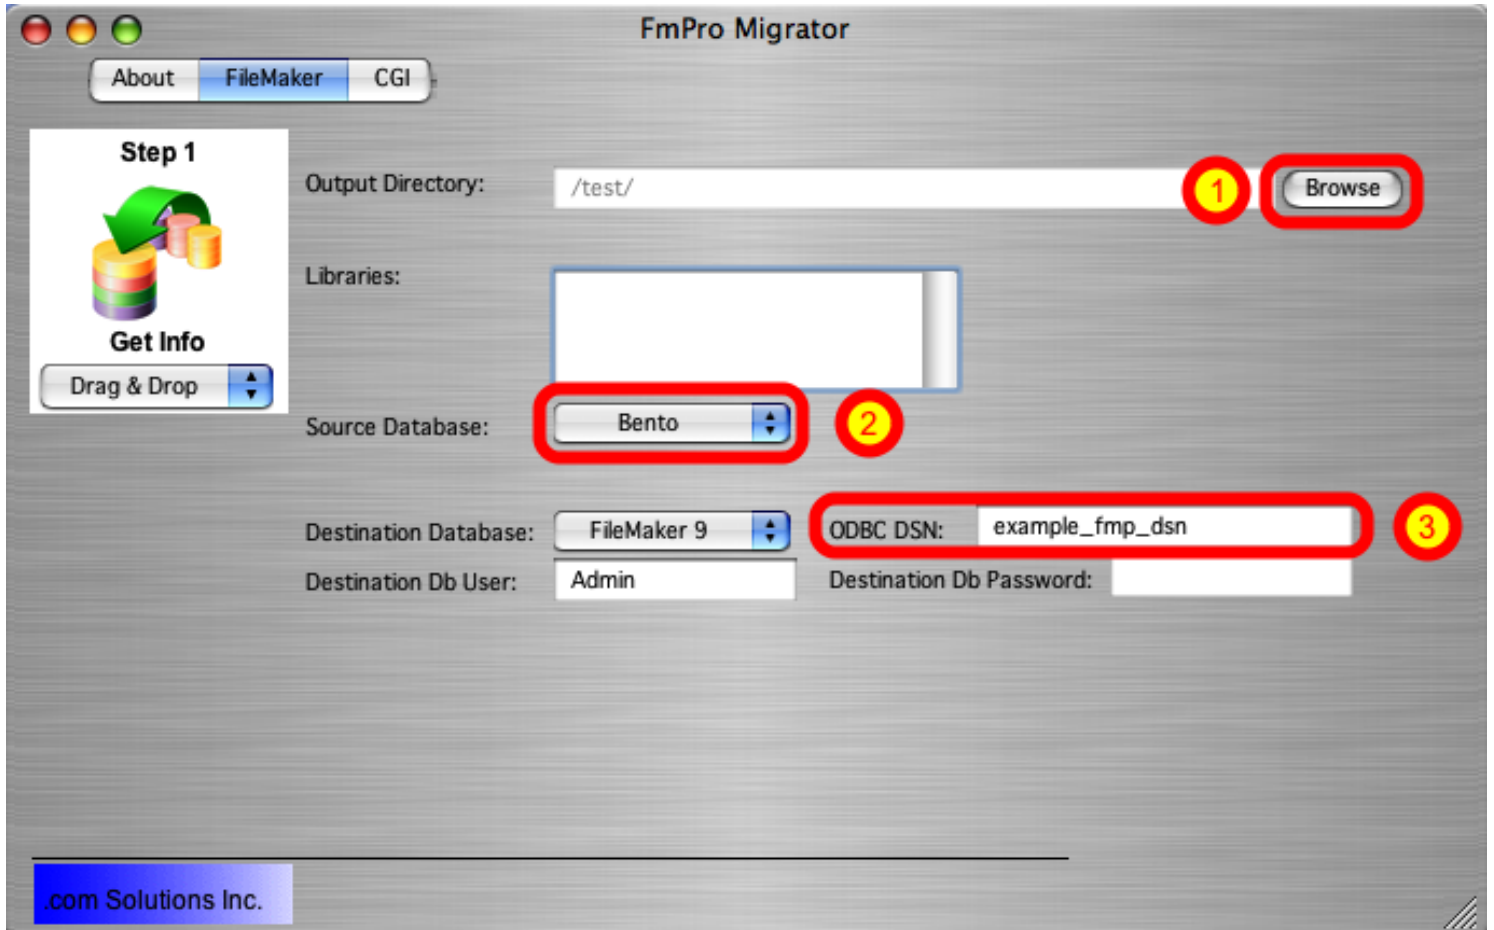 FmPro Migrator
About FileMaker CGI
Step 1
Output Directory: /test/ 1 Browse
Libraries:
Get Info
Drag & Drop
Source Database: Bento 2
Destination Database: FileMaker 9 ODBC DSN: example_fmp_dsn 3
Destination Db User: Admin Destination Db Password:
.com Solutions Inc.